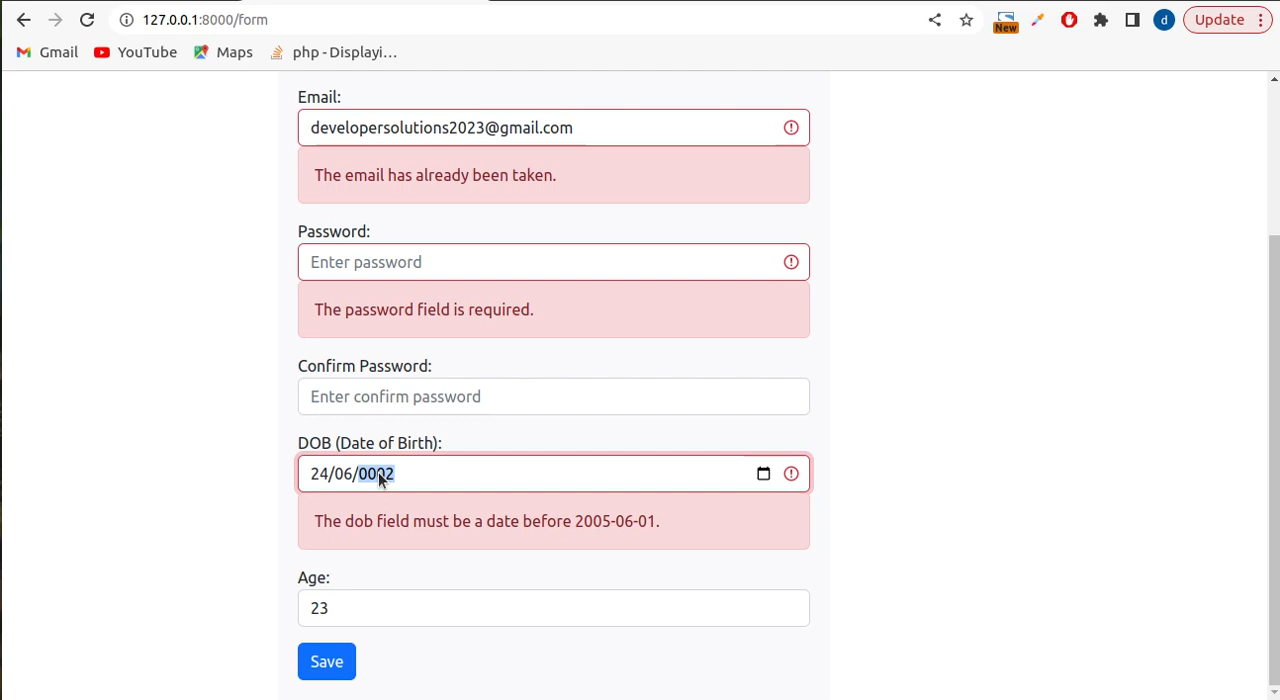 127.0.0.1:8000/form
New
d
Update
Gmail
YouTube
Maps
php - Displayi...
Email:
developersolutions2023@gmail.com
The email has already been taken.
Password:
Enter password
The password field is required.
Confirm Password:
Enter confirm password
DOB (Date of Birth):
24/06/0002
The dob field must be a date before 2005-06-01.
Age:
23
Save